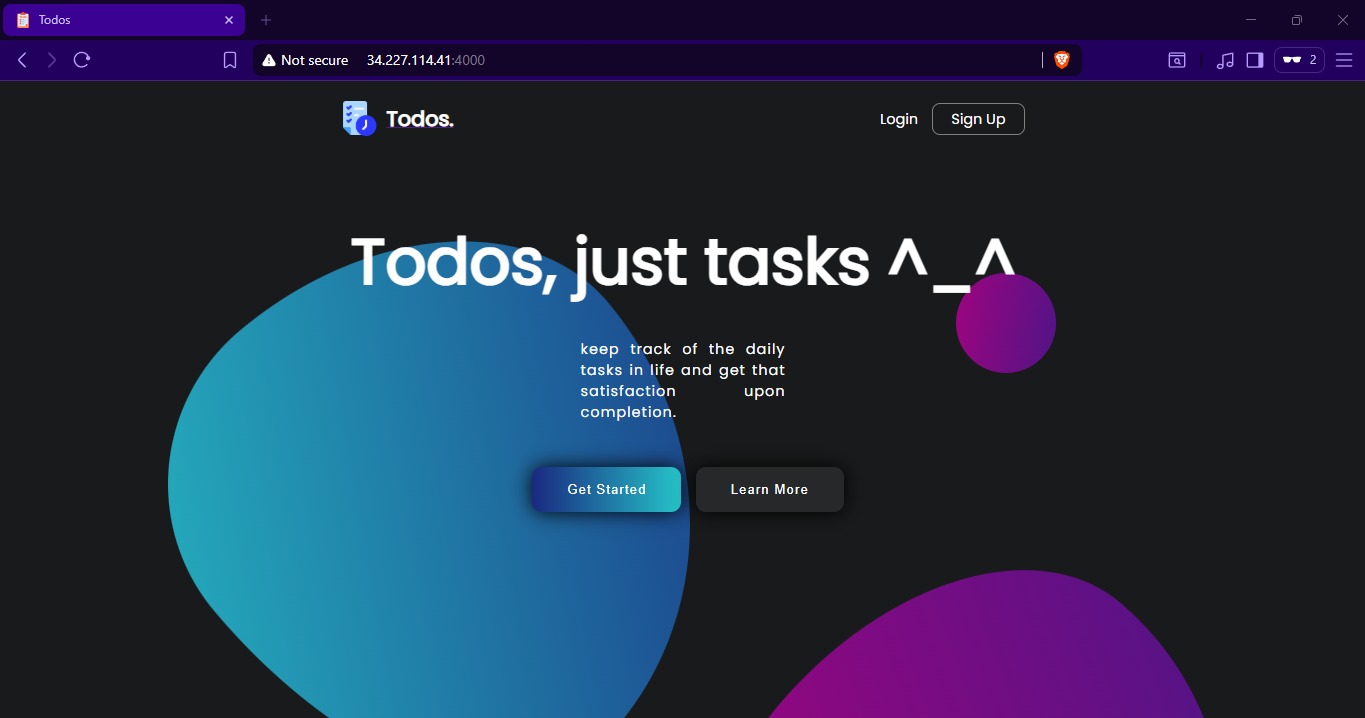 Todos
Not secure 34.227.114.41:4000
2
Todos.
Login Sign Up
Todos, just tasks ^_^
keep track of the daily
tasks in life and get that
satisfaction upon
completion.
Get Started Learn More